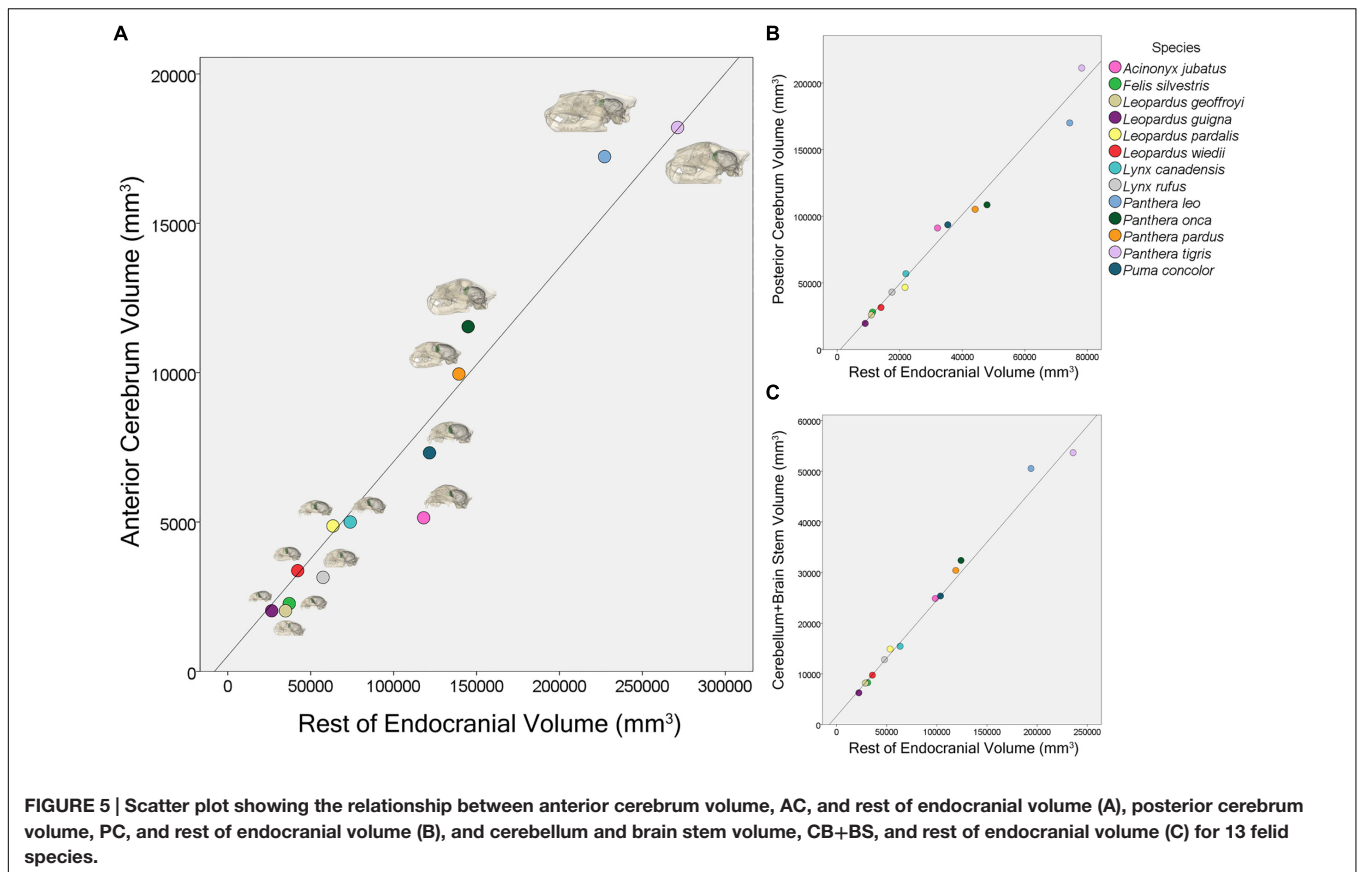 A
Anterior Cerebrum Volume (mm³)
20000
15000
10000
5000
0
0 50000 100000 150000 200000 250000 300000
Rest of Endocranial Volume (mm³)
B
Posterior Cerebrum Volume (mm³)
200000
150000
100000
50000
0
0 20000 40000 60000 80000
Rest of Endocranial Volume (mm³)
Species
Acinonyx jubatus
Felis silvestris
Leopardus geoffroyi
Leopardus guigna
Leopardus pardalis
Leopardus wiedii
Lynx canadensis
Lynx rufus
Panthera leo
Panthera onca
Panthera pardus
Panthera tigris
Puma concolor
C
Cerebellum+Brain Stem Volume (mm³)
60000
50000
40000
30000
20000
10000
0
0 50000 100000 150000 200000 250000
Rest of Endocranial Volume (mm³)
FIGURE 5 | Scatter plot showing the relationship between anterior cerebrum volume, AC, and rest of endocranial volume (A), posterior cerebrum
volume, PC, and rest of endocranial volume (B), and cerebellum and brain stem volume, CB+BS, and rest of endocranial volume (C) for 13 felid
species.